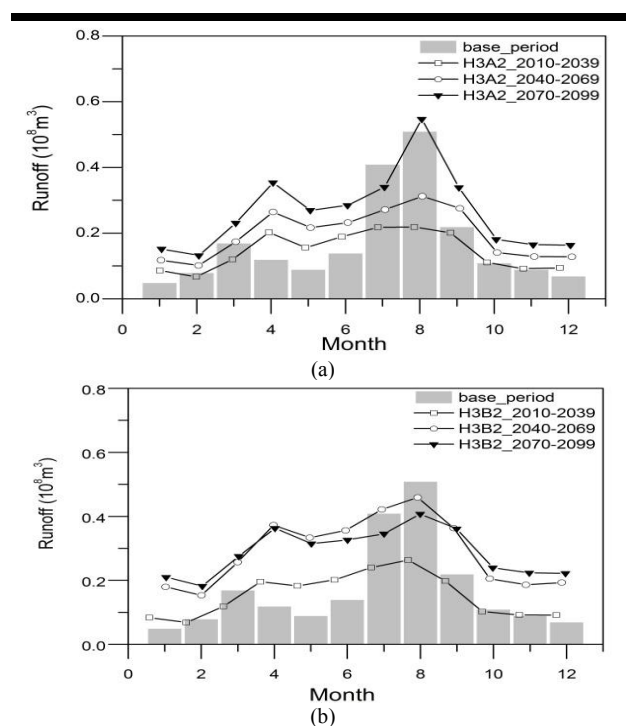 base_period
H3A2_2010-2039
H3A2_2040-2069
H3A2_2070-2099
0.8
0.6
0.4
0.2
0.0
Runoff (10⁸m³)
0 2 4 6 8 10 12
Month
(a)
base_period
H3B2_2010-2039
H3B2_2040-2069
H3B2_2070-2099
0.8
0.6
0.4
0.2
0.0
Runoff (10⁸m³)
0 2 4 6 8 10 12
Month
(b)